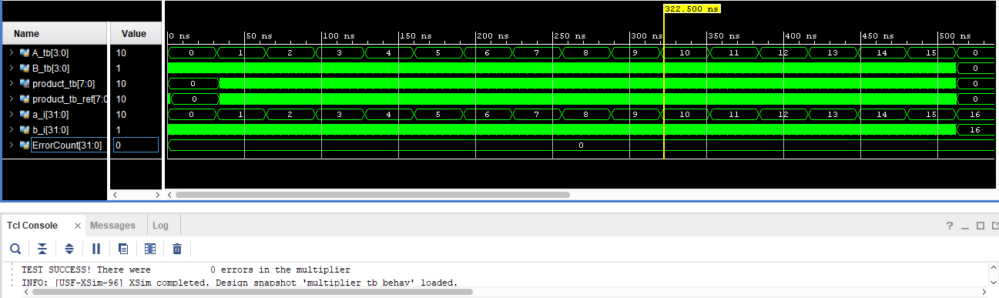 322.500 ns
Name Value 0 ns 50 ns 100 ns 150 ns 200 ns 250 ns 300 ns 350 ns 400 ns 450 ns 500 ns
A_tb[3:0] 10 0 1 2 3 4 5 6 7 8 9 10 11 12 13 14 15 0
B_tb[3:0] 1 0
product_tb[7:0] 10 0 0
product_tb_ref[7:0 10 0 0
a_i[31:0] 10 0 1 2 3 4 5 6 7 8 9 10 11 12 13 14 15 16
b_i[31:0] 1 16
ErrorCount[31:0] 0 0
Tcl Console Messages Log
TEST SUCCESS! There were 0 errors in the multiplier
INFO: [USF-XSim-96] XSim completed. Design snapshot 'multiplier_tb_behav' loaded.